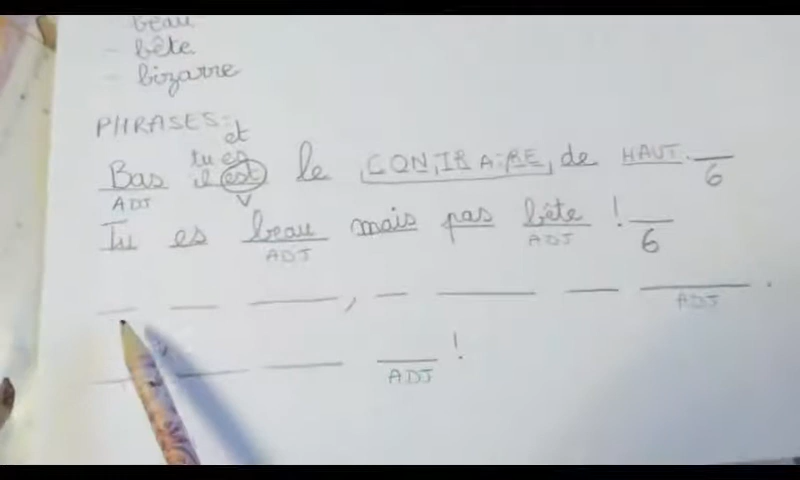 beau
- bête
- bizarre
PHRASES:
et
tu es
Bas il est le CONTRAIRE de HAUT. 6
ADJ V
Tu es beau mais pas bête ! 6
ADJ ADJ
, .
ADJ
!
ADJ